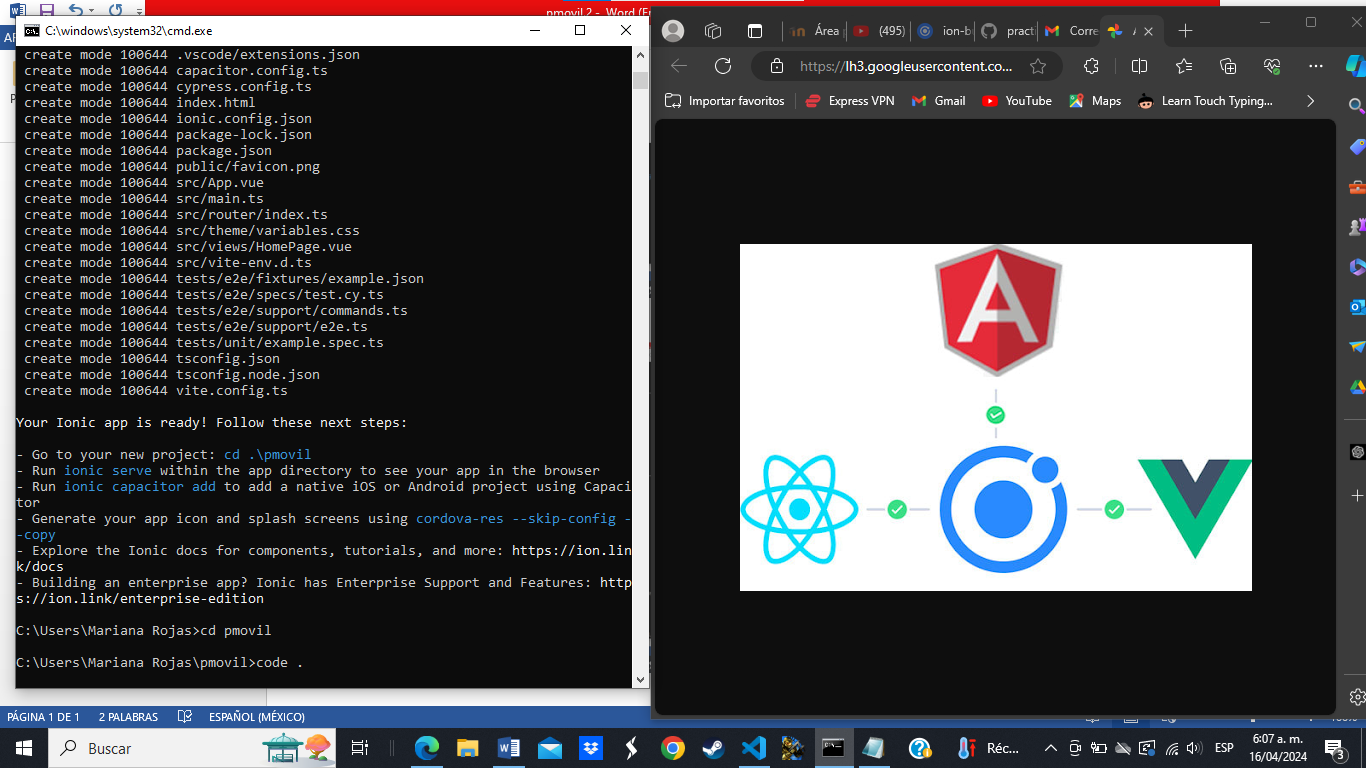 pmovil 2 - Word (E
C:\windows\system32\cmd.exe
create mode 100644 .vscode/extensions.json
create mode 100644 capacitor.config.ts
create mode 100644 cypress.config.ts
create mode 100644 index.html
create mode 100644 ionic.config.json
create mode 100644 package-lock.json
create mode 100644 package.json
create mode 100644 public/favicon.png
create mode 100644 src/App.vue
create mode 100644 src/main.ts
create mode 100644 src/router/index.ts
create mode 100644 src/theme/variables.css
create mode 100644 src/views/HomePage.vue
create mode 100644 src/vite-env.d.ts
create mode 100644 tests/e2e/fixtures/example.json
create mode 100644 tests/e2e/specs/test.cy.ts
create mode 100644 tests/e2e/support/commands.ts
create mode 100644 tests/e2e/support/e2e.ts
create mode 100644 tests/unit/example.spec.ts
create mode 100644 tsconfig.json
create mode 100644 tsconfig.node.json
create mode 100644 vite.config.ts
Your Ionic app is ready! Follow these next steps:
- Go to your new project: cd .\pmovil
- Run ionic serve within the app directory to see your app in the browser
- Run ionic capacitor add to add a native iOS or Android project using Capaci
tor
- Generate your app icon and splash screens using cordova-res --skip-config -
-copy
- Explore the Ionic docs for components, tutorials, and more: https://ion.lin
k/docs
- Building an enterprise app? Ionic has Enterprise Support and Features: http
s://ion.link/enterprise-edition
C:\Users\Mariana Rojas>cd pmovil
C:\Users\Mariana Rojas\pmovil>code .
Área
(495)
ion-b
practi
Corre
A
https://lh3.googleusercontent.co...
Importar favoritos
Express VPN
Gmail
YouTube
Maps
Learn Touch Typing...
PÁGINA 1 DE 1
2 PALABRAS
ESPAÑOL (MÉXICO)
Buscar
Réc...
ESP
6:07 a. m.
16/04/2024
3